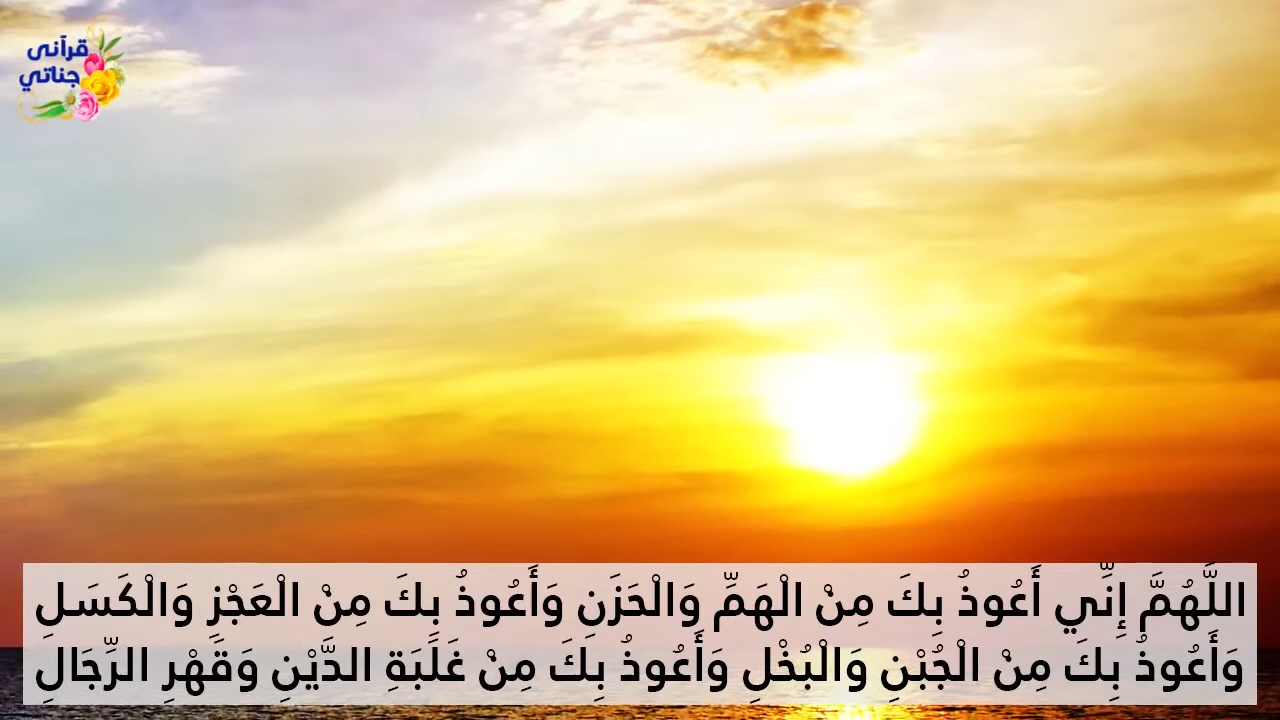 قرآنى
جناتي
اللَّهُمَّ إِنِّي أَعُوذُ بِكَ مِنْ الْهَمِّ وَالْحَزَنِ وَأَعُوذُ بِكَ مِنْ الْعَجْزِ وَالْكَسَلِ
وَأَعُوذُ بِكَ مِنْ الْجُبْنِ وَالْبُخْلِ وَأَعُوذُ بِكَ مِنْ غَلَبَةِ الدَّيْنِ وَقَهْرِ الرِّجَالِ